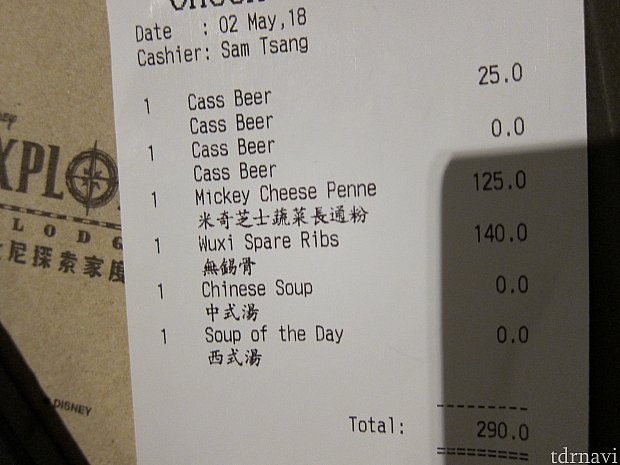 Date : 02 May,18
Cashier: Sam Tsang
1 Cass Beer 25.0
Cass Beer
1 Cass Beer 0.0
Cass Beer
1 Mickey Cheese Penne 125.0
米奇芝士蔬菜長通粉
1 Wuxi Spare Ribs 140.0
無錫骨
1 Chinese Soup 0.0
中式湯
1 Soup of the Day 0.0
西式湯
Total: 290.0
XPLO
LODG
尼探索家度
DISNEY
tdrnavi